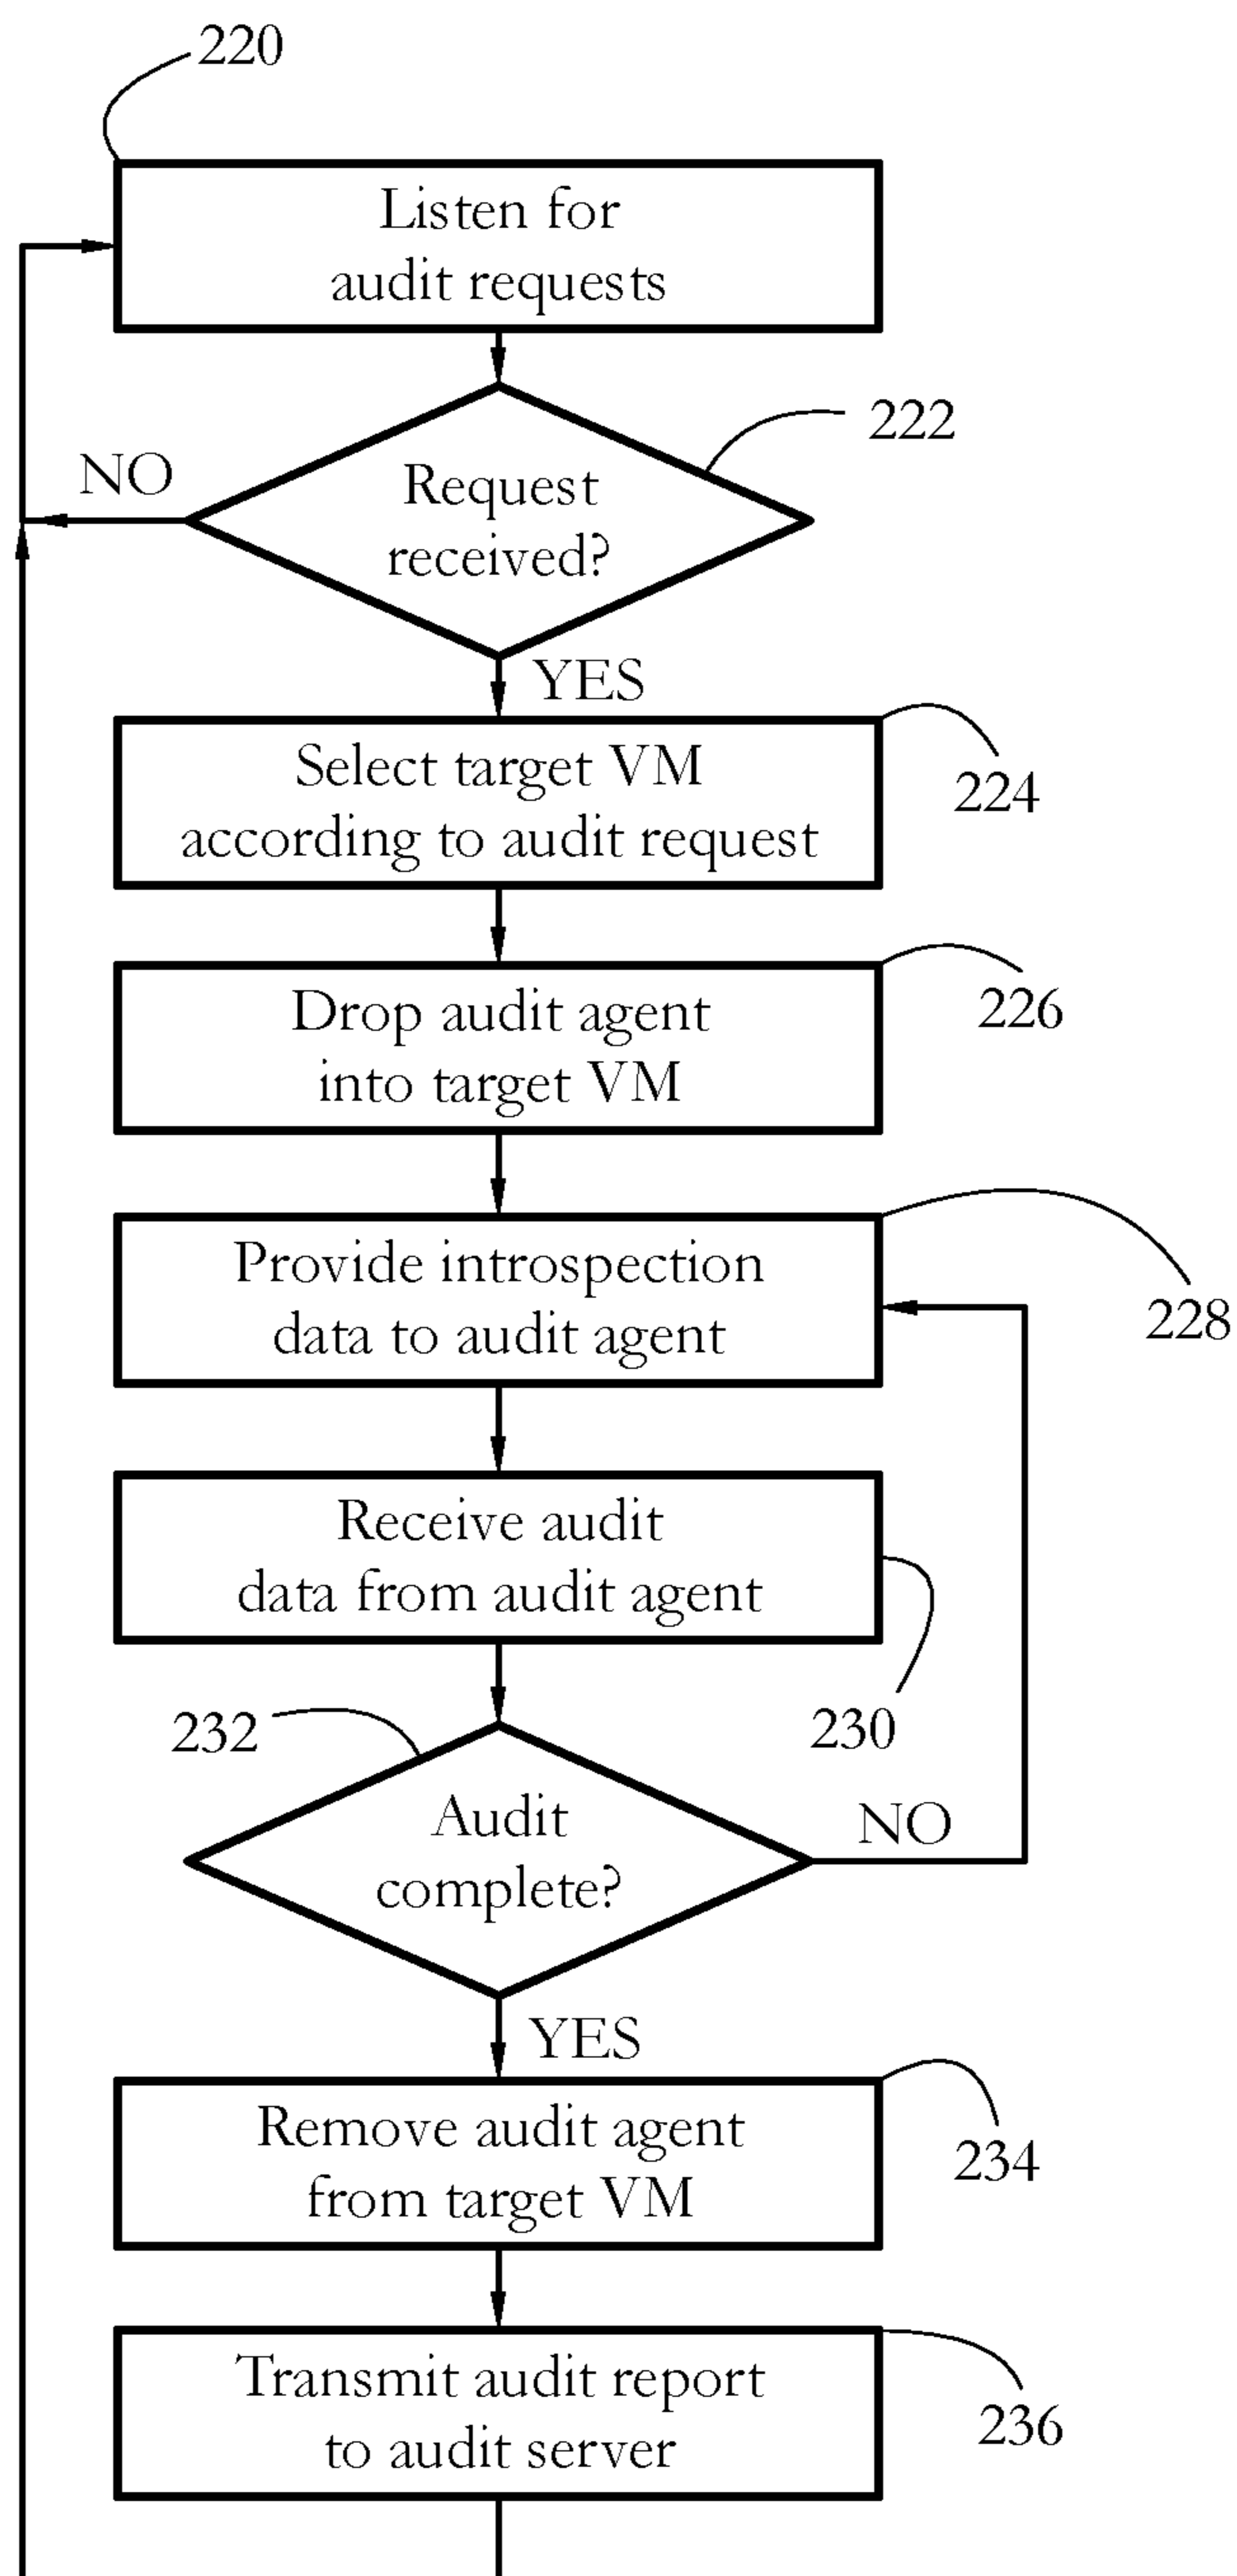 220
Listen for
audit requests
222
NO
Request
received?
YES
Select target VM
according to audit request
224
Drop audit agent
into target VM
226
Provide introspection
data to audit agent
228
Receive audit
data from audit agent
230
232
Audit
complete?
NO
YES
Remove audit agent
from target VM
234
Transmit audit report
to audit server
236